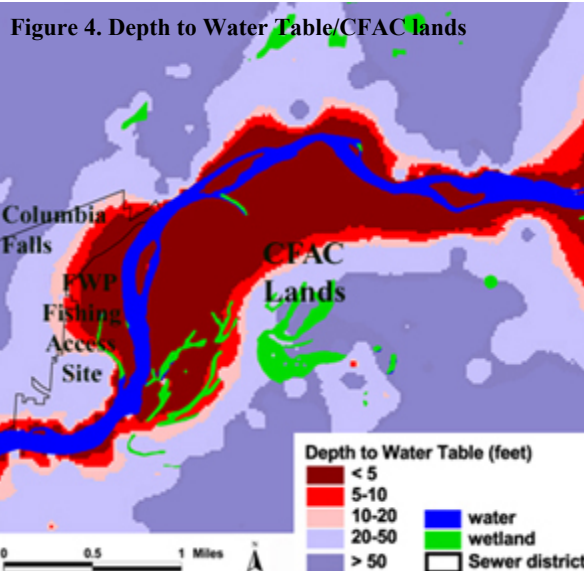 Figure 4. Depth to Water Table/CFAC lands
Columbia
Falls
CFAC
Lands
FWP
Fishing
Access
Site
Depth to Water Table (feet)
< 5
5-10
10-20
20-50
> 50
water
wetland
Sewer district
0 0.5 1 Miles
N